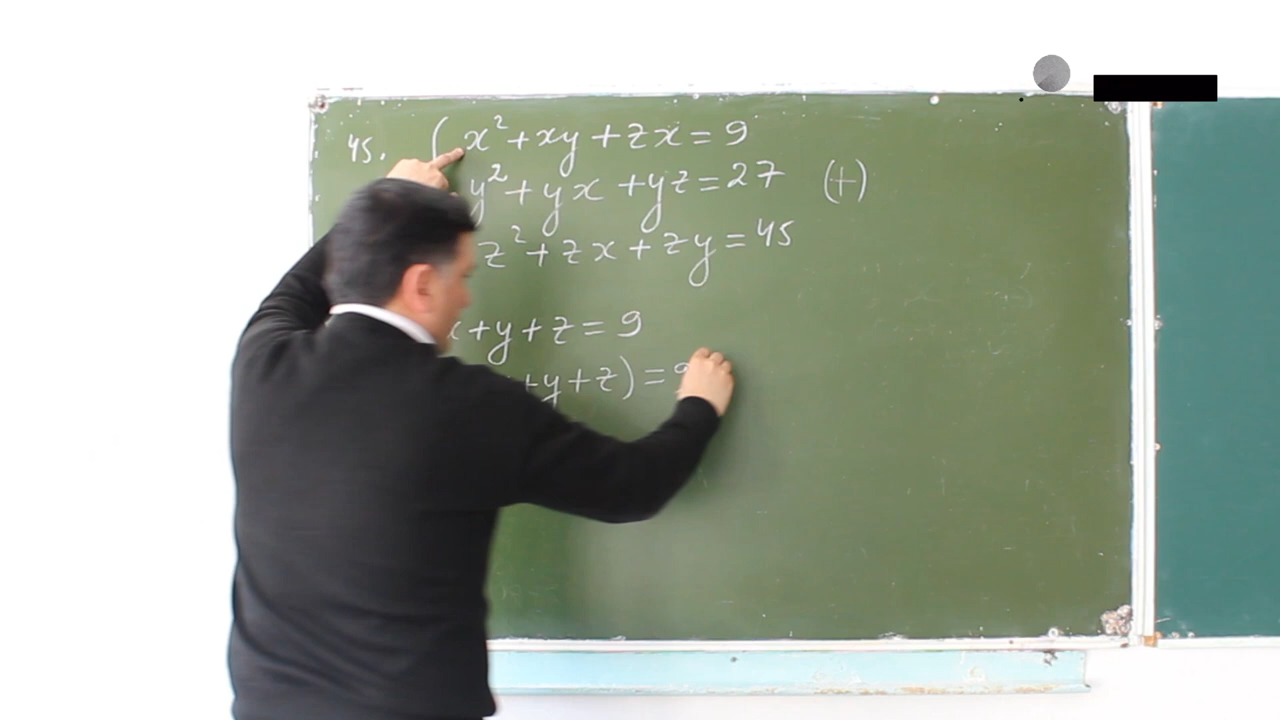 45. x²+xy+zx=9
y²+yx+yz=27 (+)
z²+zx+zy=45
x+y+z=9
+y+z)=9